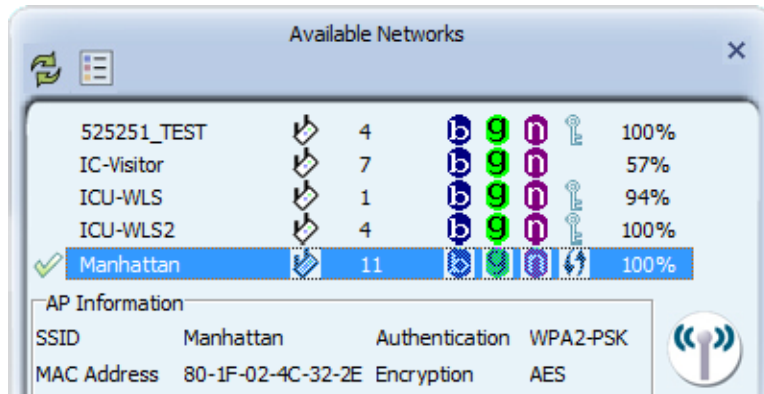 Available Networks
525251_TEST 4 b g n 100%
IC-Visitor 7 b g n 57%
ICU-WLS 1 b g n 94%
ICU-WLS2 4 b g n 100%
Manhattan 11 b g n 100%
AP Information
SSID Manhattan Authentication WPA2-PSK
MAC Address 80-1F-02-4C-32-2E Encryption AES